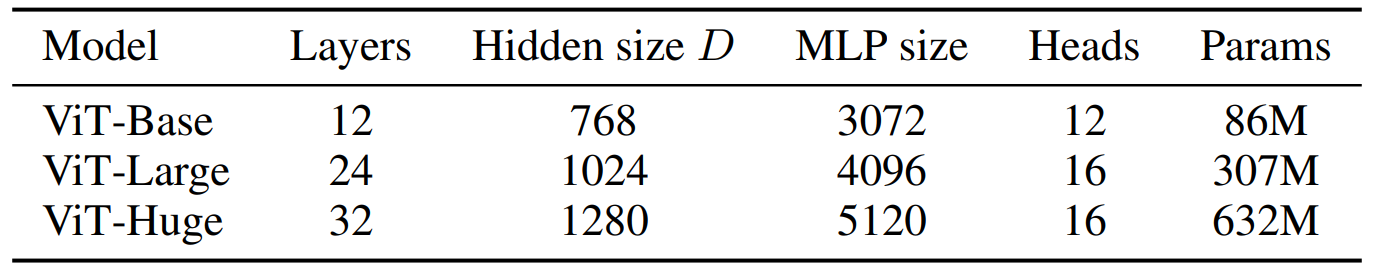 Model Layers Hidden size D MLP size Heads Params
ViT-Base 12 768 3072 12 86M
ViT-Large 24 1024 4096 16 307M
ViT-Huge 32 1280 5120 16 632M